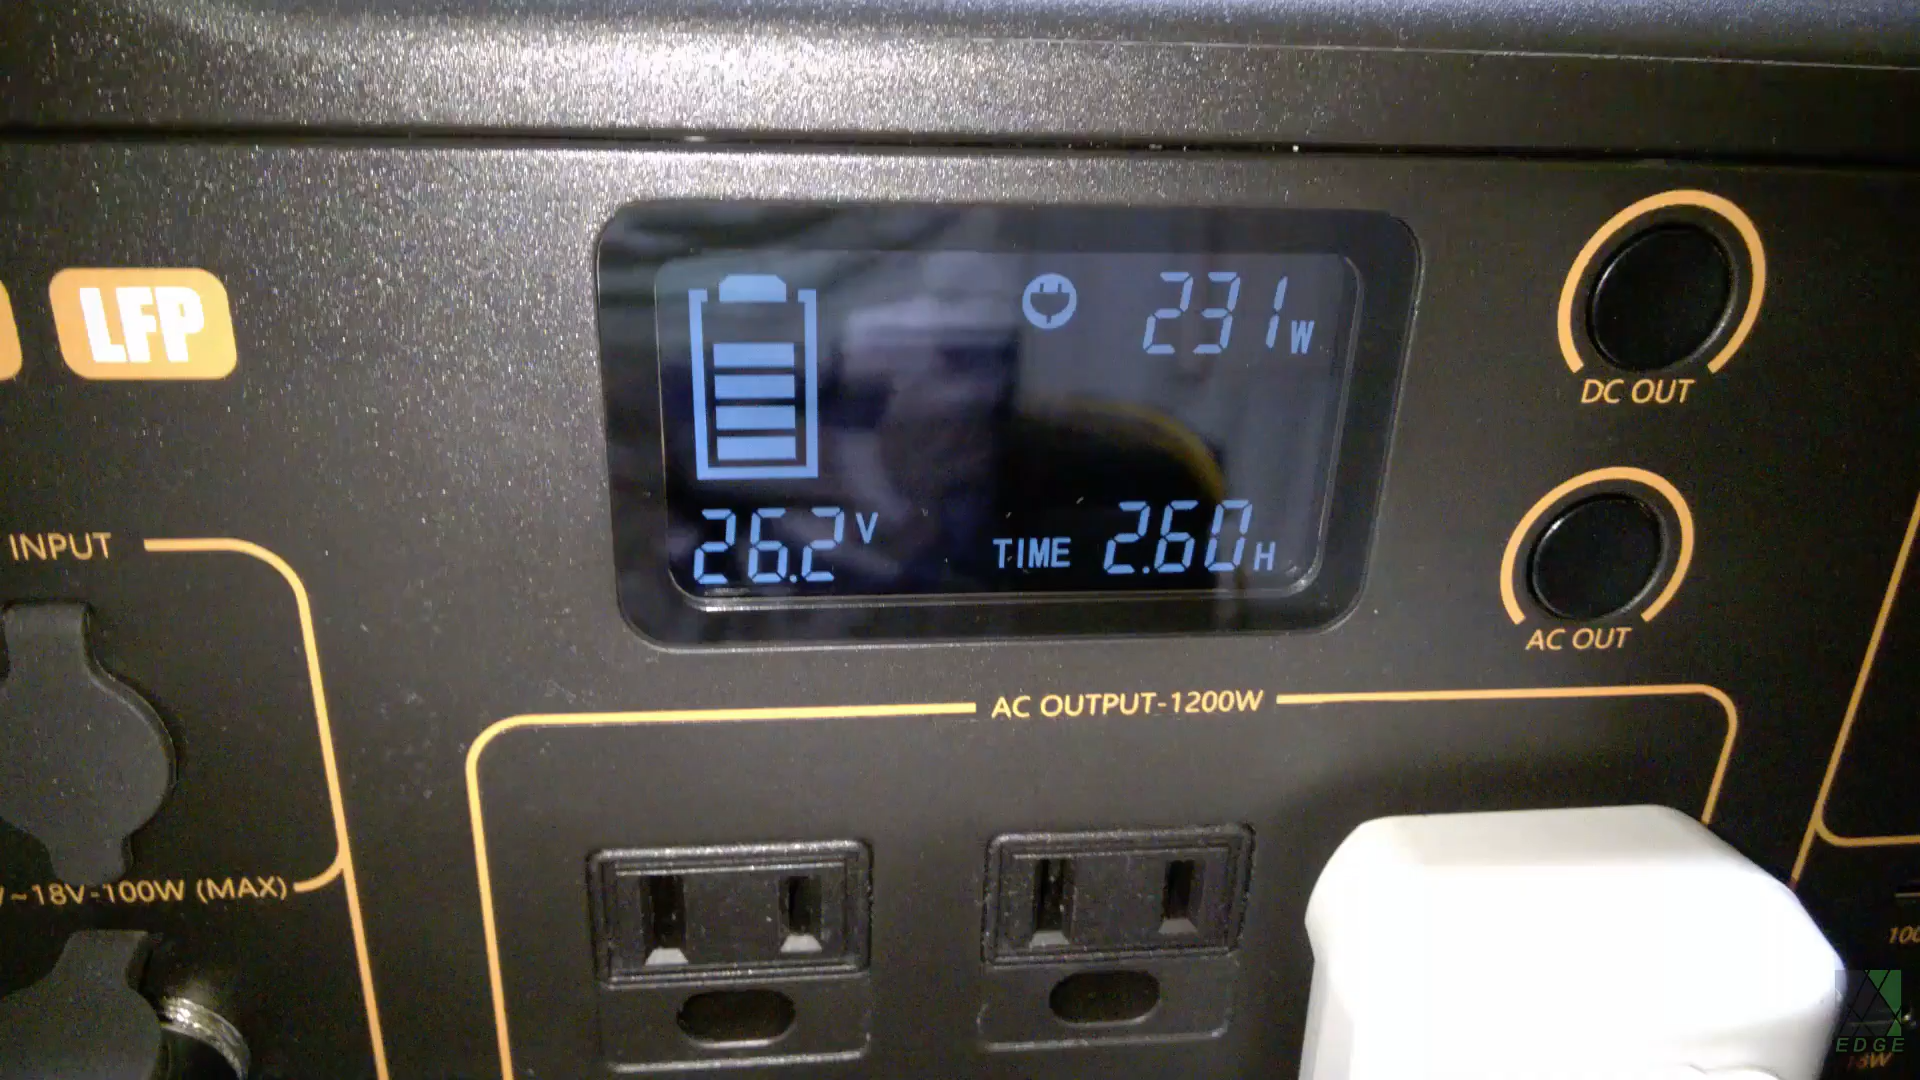 LFP
231W
DC OUT
26.2V
TIME 2.60H
INPUT
AC OUT
AC OUTPUT-1200W
~18V-100W (MAX)
EDGE
18W